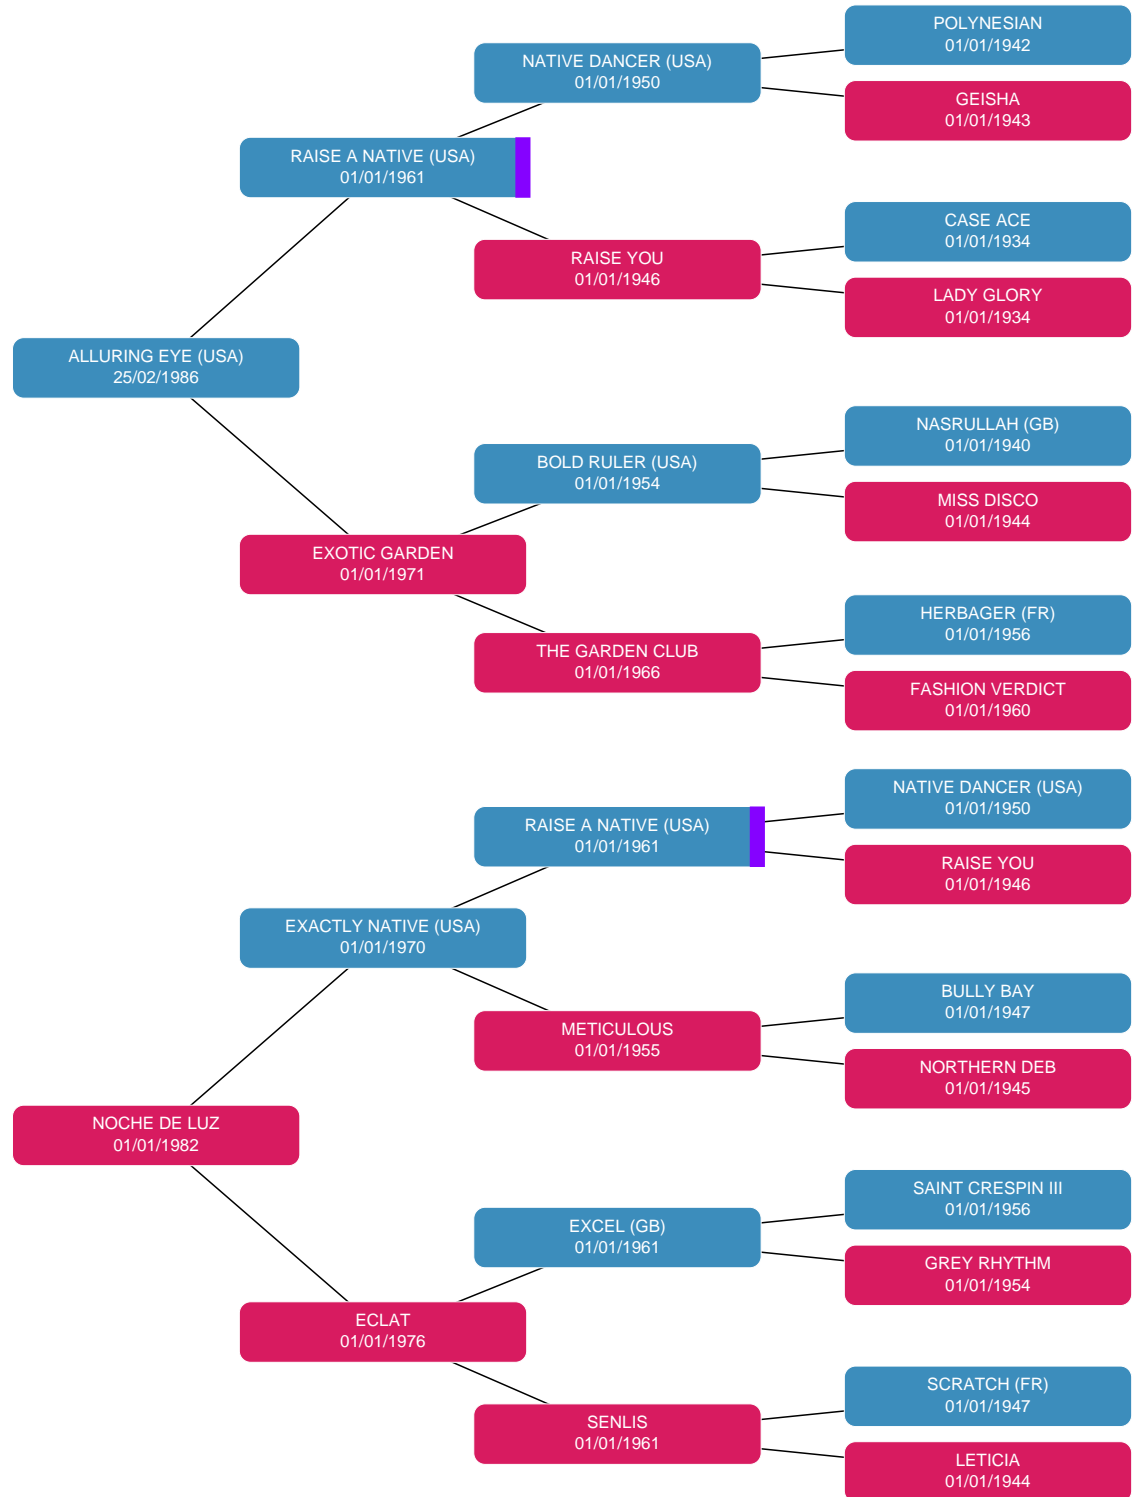 POLYNESIAN
01/01/1942
NATIVE DANCER (USA)
01/01/1950
GEISHA
01/01/1943
RAISE A NATIVE (USA)
01/01/1961
CASE ACE
01/01/1934
RAISE YOU
01/01/1946
LADY GLORY
01/01/1934
ALLURING EYE (USA)
25/02/1986
NASRULLAH (GB)
01/01/1940
BOLD RULER (USA)
01/01/1954
MISS DISCO
01/01/1944
EXOTIC GARDEN
01/01/1971
HERBAGER (FR)
01/01/1956
THE GARDEN CLUB
01/01/1966
FASHION VERDICT
01/01/1960
NATIVE DANCER (USA)
01/01/1950
RAISE A NATIVE (USA)
01/01/1961
RAISE YOU
01/01/1946
EXACTLY NATIVE (USA)
01/01/1970
BULLY BAY
01/01/1947
METICULOUS
01/01/1955
NORTHERN DEB
01/01/1945
NOCHE DE LUZ
01/01/1982
SAINT CRESPIN III
01/01/1956
EXCEL (GB)
01/01/1961
GREY RHYTHM
01/01/1954
ECLAT
01/01/1976
SCRATCH (FR)
01/01/1947
SENLIS
01/01/1961
LETICIA
01/01/1944